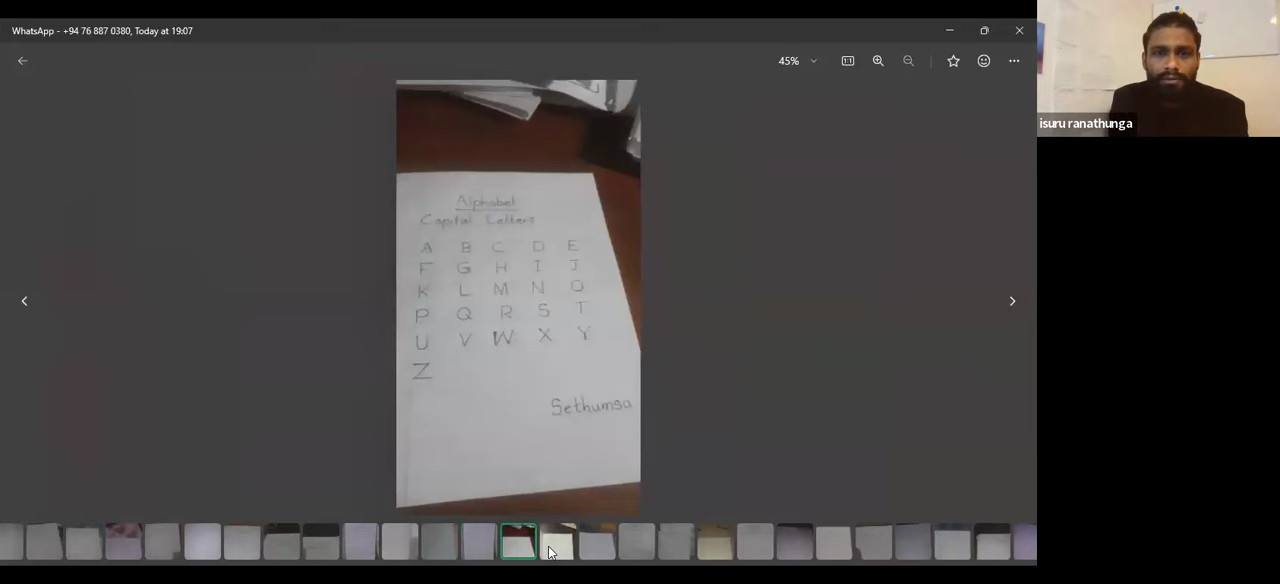 WhatsApp - +94 76 887 0380, Today at 19:07
45%
isuru ranathunga
Alphabet
Capital Letters
A B C D E
F G H I J
K L M N O
P Q R S T
U V W X Y
Z
Sethumsa